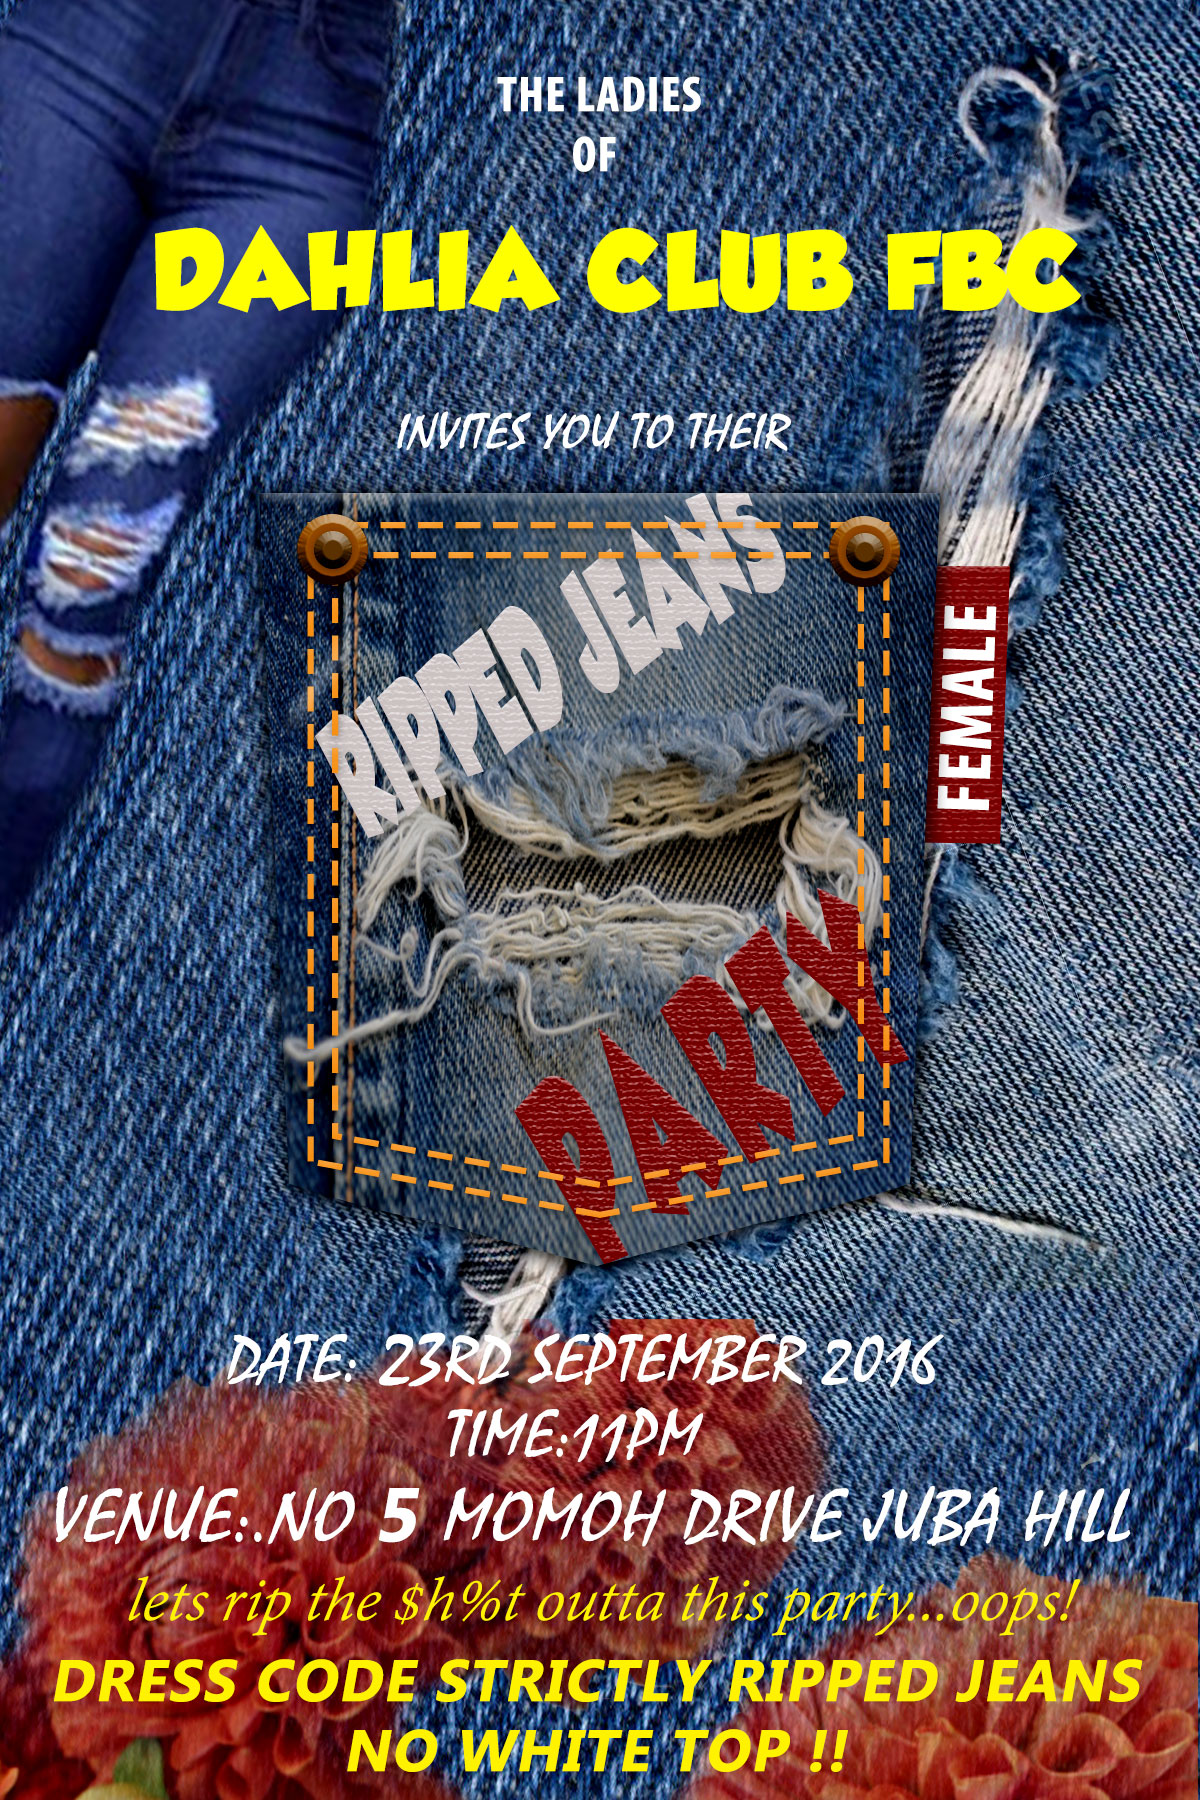 THE LADIES
OF
DAHLIA CLUB FBC
INVITES YOU TO THEIR
RIPPED JEANS
FEMALE
PARTY
DATE: 23RD SEPTEMBER 2016
TIME:11PM
VENUE:.NO 5 MOMOH DRIVE JUBA HILL
lets rip the $h%t outta this party...oops!
DRESS CODE STRICTLY RIPPED JEANS
NO WHITE TOP !!